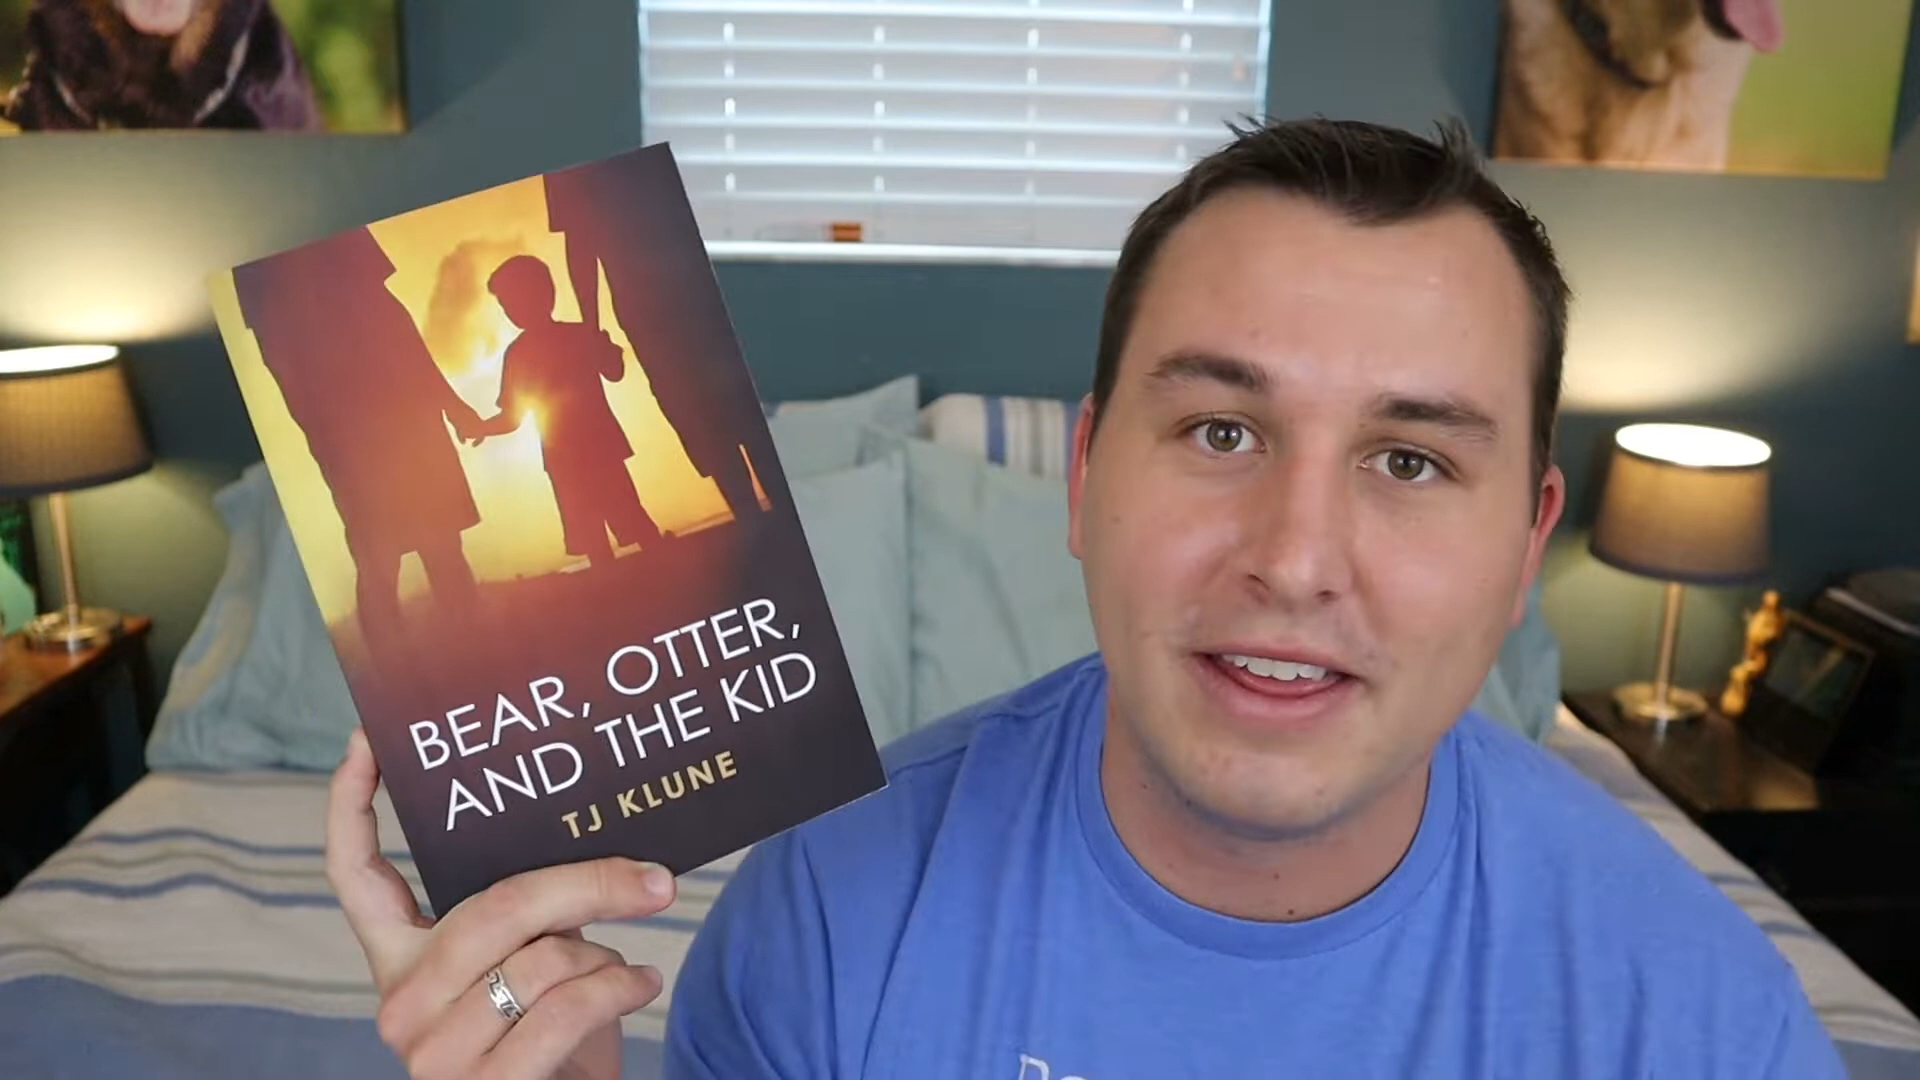 BEAR, OTTER,
AND THE KID
TJ KLUNE